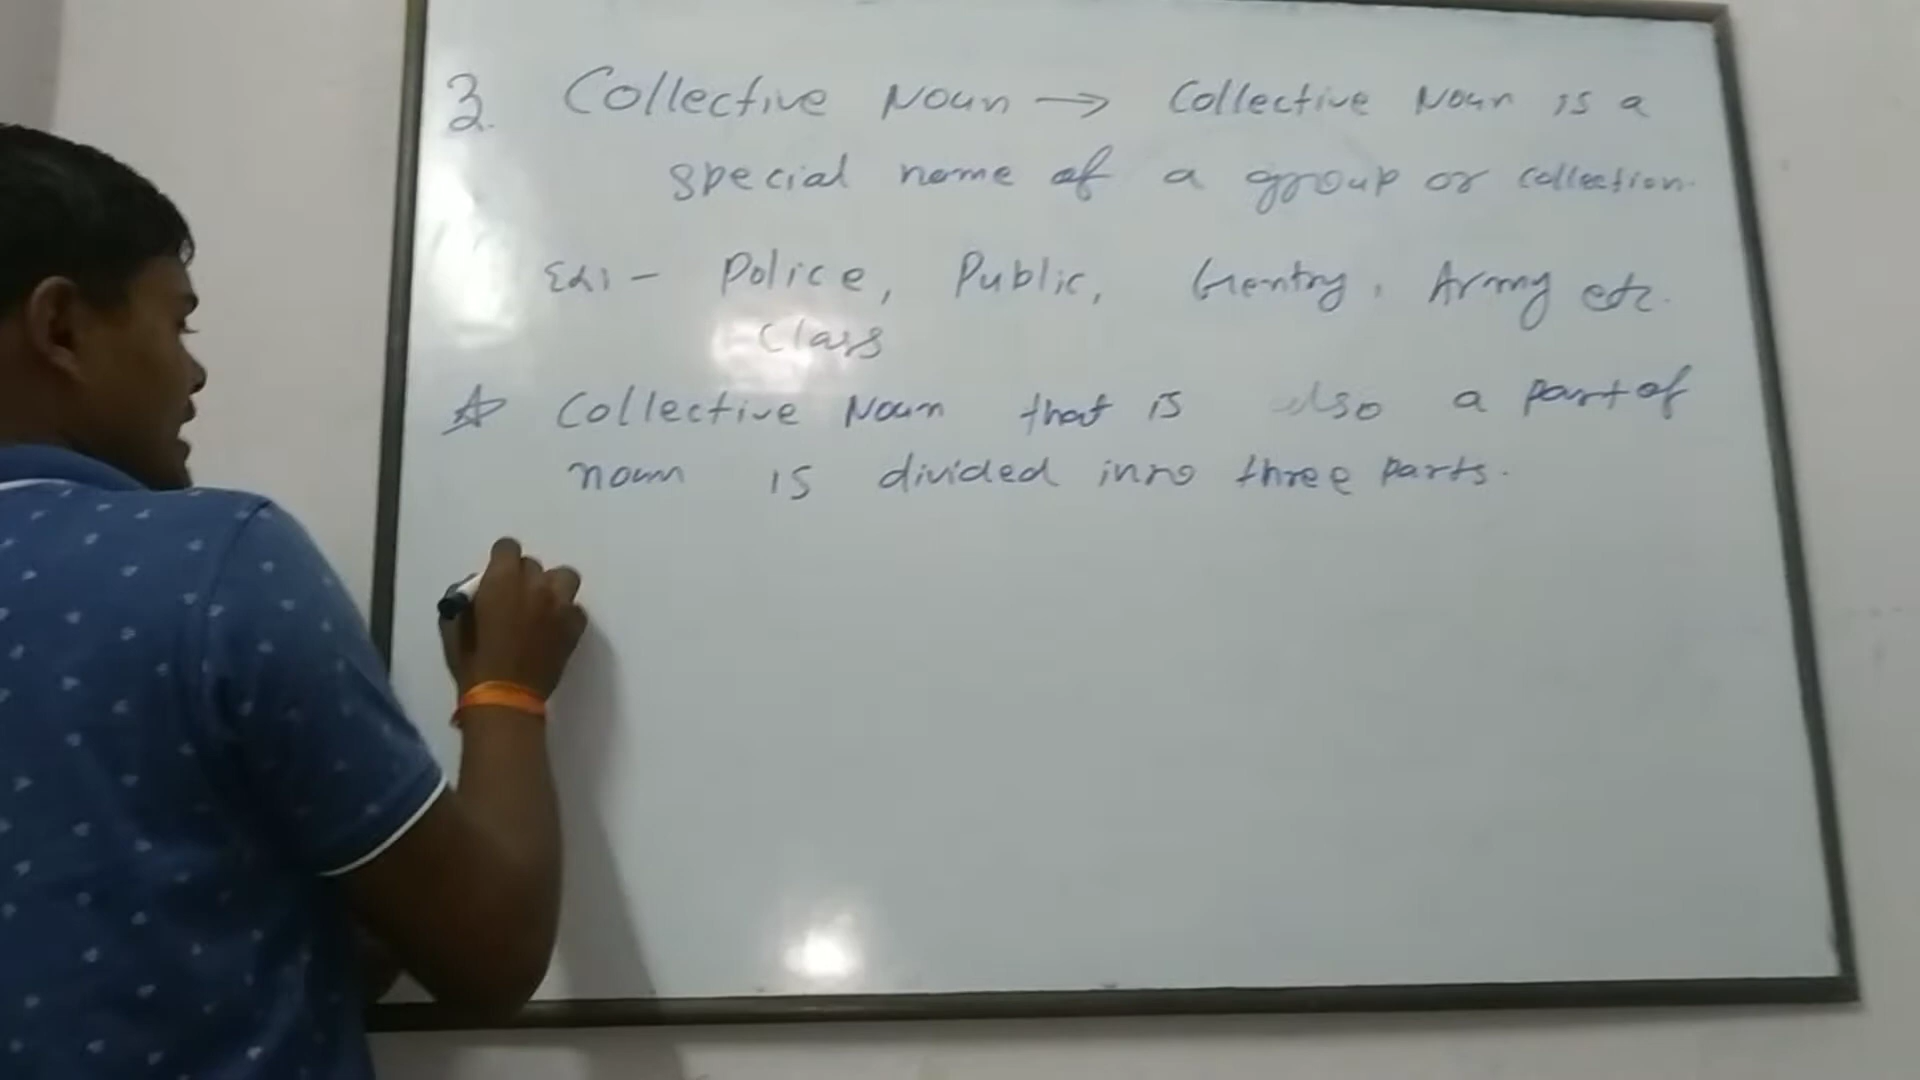 3. Collective Noun → Collective Noun is a
special name of a group or collection.
Ex:- Police, Public, Gentry, Army etc.
Class
☆ Collective Noun that is also a part of
noun is divided into three parts.